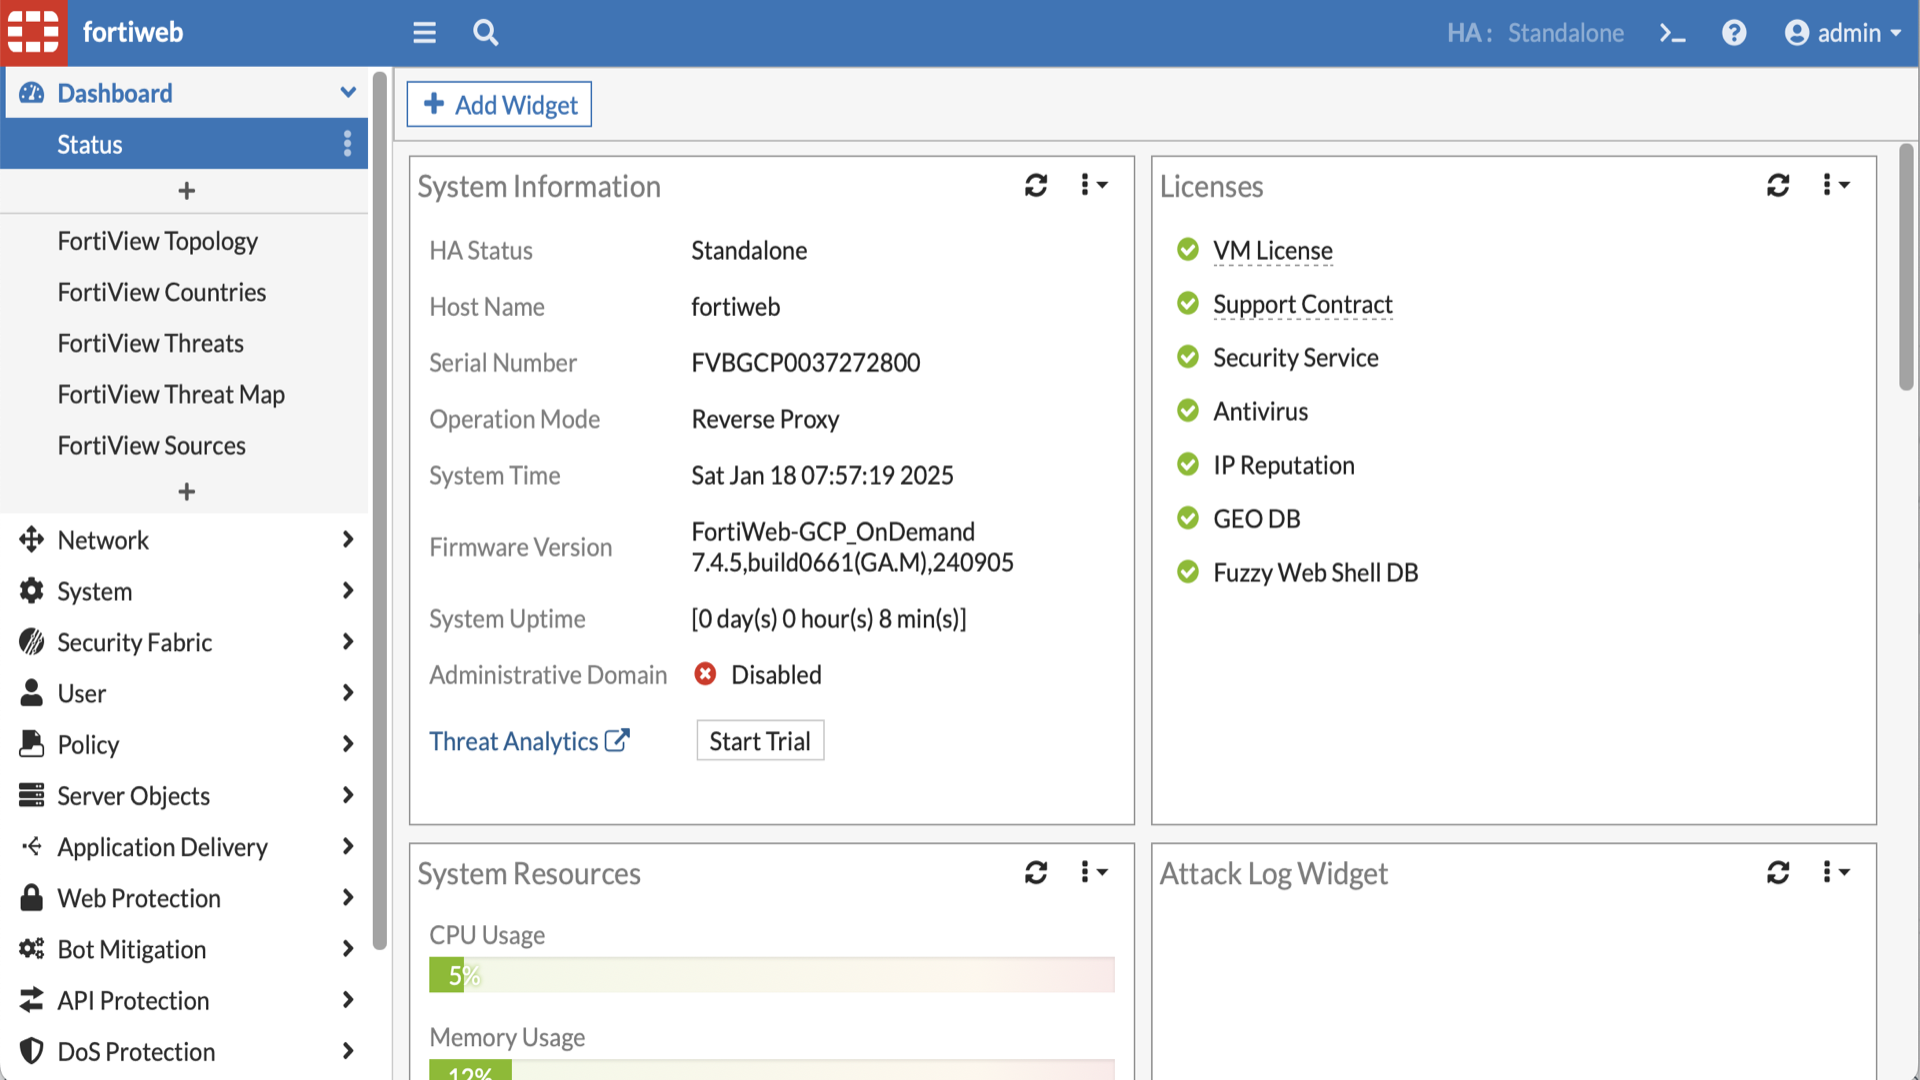 fortiweb
HA: Standalone
admin
Dashboard
Status
FortiView Topology
FortiView Countries
FortiView Threats
FortiView Threat Map
FortiView Sources
Network
System
Security Fabric
User
Policy
Server Objects
Application Delivery
Web Protection
Bot Mitigation
API Protection
DoS Protection
Add Widget
System Information
HA Status Standalone
Host Name fortiweb
Serial Number FVBGCP0037272800
Operation Mode Reverse Proxy
System Time Sat Jan 18 07:57:19 2025
Firmware Version FortiWeb-GCP_OnDemand
7.4.5,build0661(GA.M),240905
System Uptime [0 day(s) 0 hour(s) 8 min(s)]
Administrative Domain Disabled
Threat Analytics Start Trial
Licenses
VM License
Support Contract
Security Service
Antivirus
IP Reputation
GEO DB
Fuzzy Web Shell DB
System Resources
CPU Usage
5%
Memory Usage
12%
Attack Log Widget